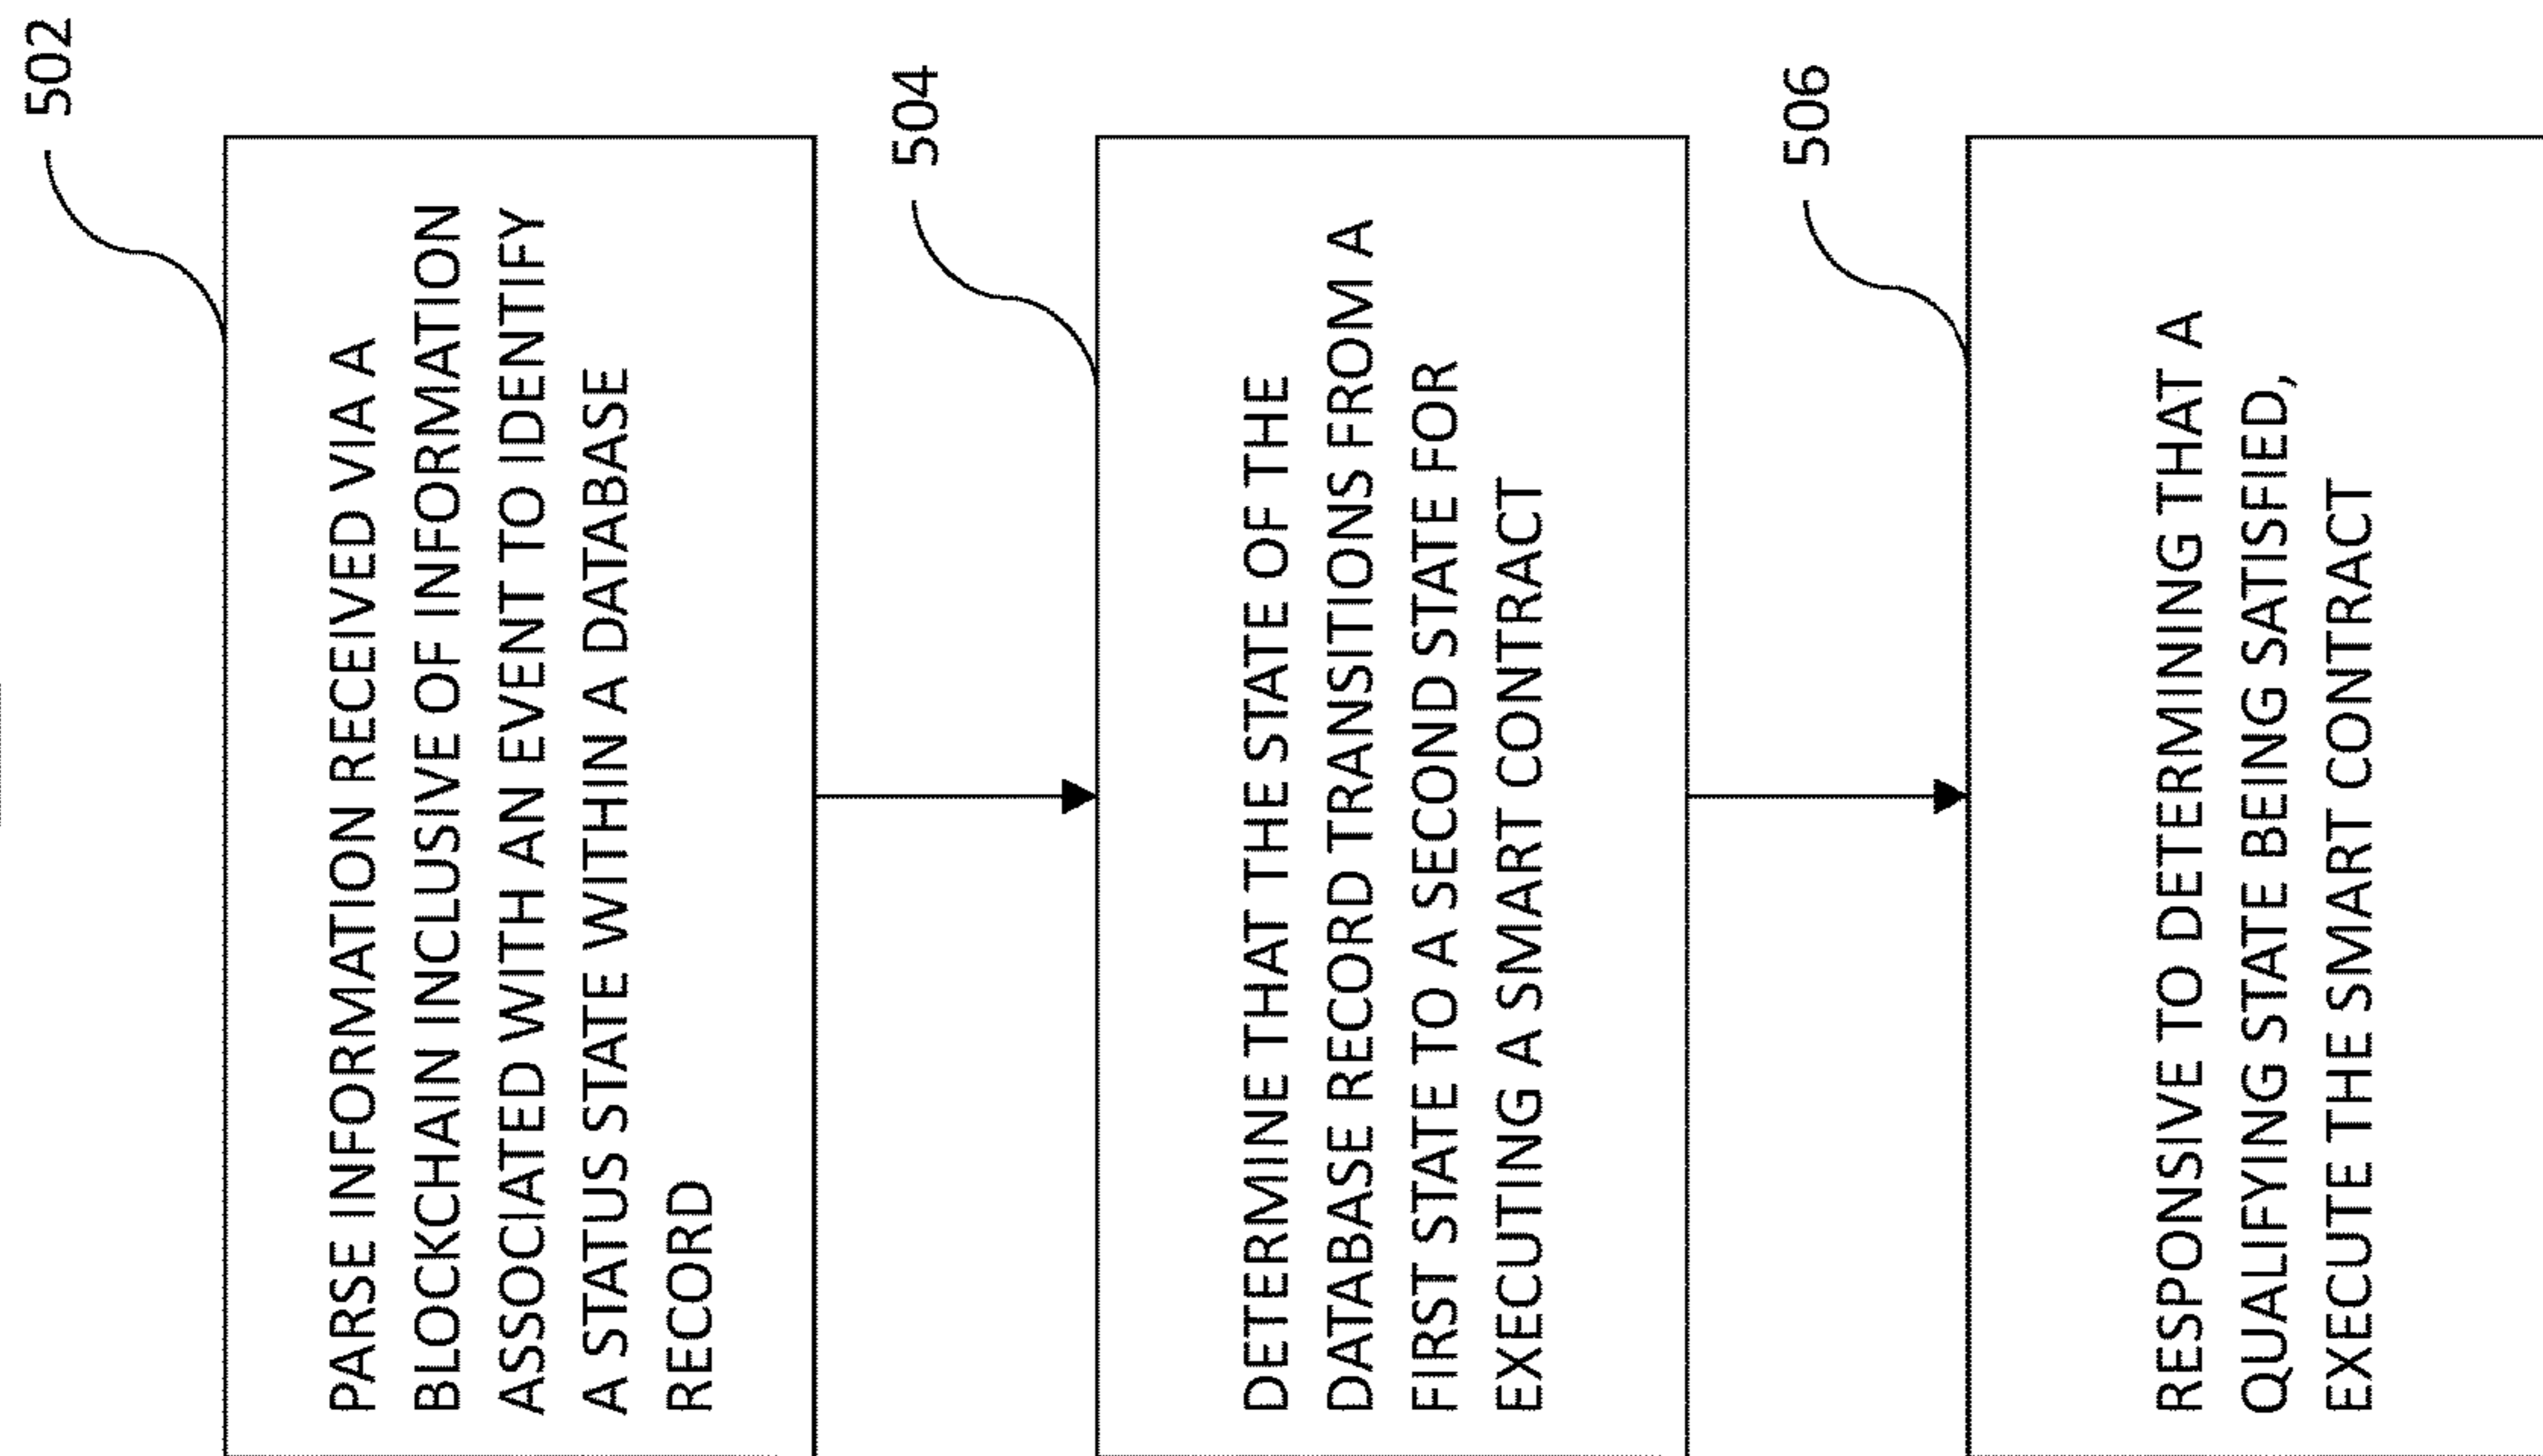 502
PARSE INFORMATION RECEIVED VIA A
BLOCKCHAIN INCLUSIVE OF INFORMATION
ASSOCIATED WITH AN EVENT TO IDENTIFY
A STATUS STATE WITHIN A DATABASE
RECORD
504
DETERMINE THAT THE STATE OF THE
DATABASE RECORD TRANSITIONS FROM A
FIRST STATE TO A SECOND STATE FOR
EXECUTING A SMART CONTRACT
506
RESPONSIVE TO DETERMINING THAT A
QUALIFYING STATE BEING SATISFIED,
EXECUTE THE SMART CONTRACT